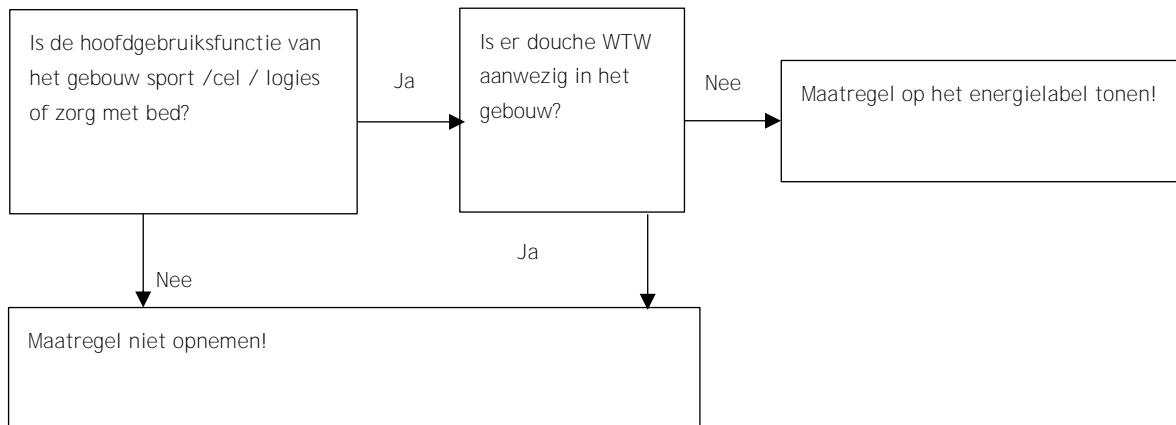 Is de hoofdgebruiksfunctie van
het gebouw sport /cel / logies
of zorg met bed?
Ja
Is er douche WTW
aanwezig in het
gebouw?
Nee
Maatregel op het energielabel tonen!
Nee
Ja
Maatregel niet opnemen!